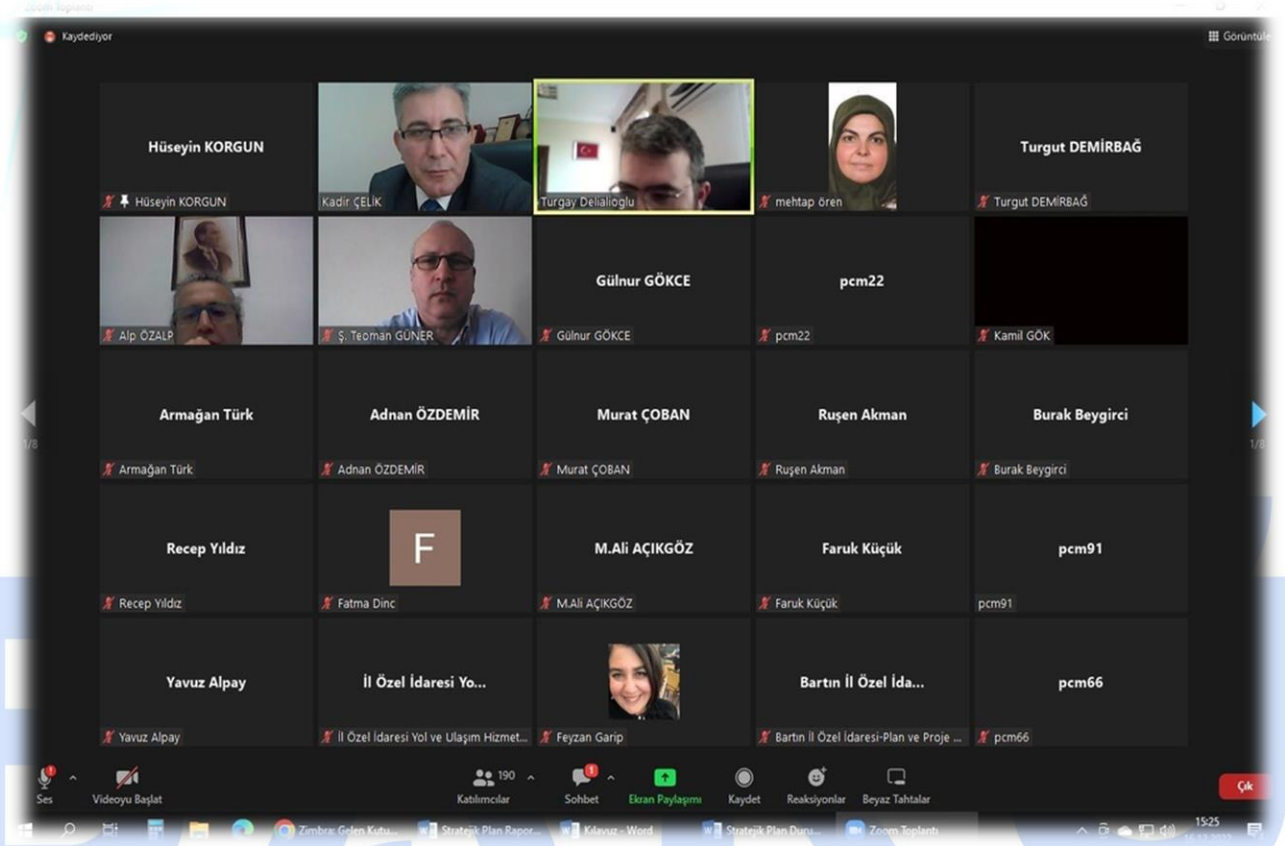 Zoom Toplantı
Kaydediyor
Görüntüle
Hüseyin KORGUN
Hüseyin KORGUN
Kadir ÇELİK
Turgay Delialioglu
mehtap ören
Turgut DEMİRBAĞ
Turgut DEMİRBAĞ
Alp ÖZALP
Ş. Teoman GÜNER
Gülnur GÖKCE
Gülnur GÖKCE
pcm22
pcm22
Kamil GÖK
1/8
Armağan Türk
Armağan Türk
Adnan ÖZDEMİR
Adnan ÖZDEMİR
Murat ÇOBAN
Murat ÇOBAN
Ruşen Akman
Ruşen Akman
Burak Beygirci
Burak Beygirci
1/8
Recep Yıldız
Recep Yıldız
F
Fatma Dinc
M.Ali AÇIKGÖZ
M.Ali AÇIKGÖZ
Faruk Küçük
Faruk Küçük
pcm91
pcm91
Yavuz Alpay
Yavuz Alpay
İl Özel İdaresi Yo...
İl Özel İdaresi Yol ve Ulaşım Hizmet...
Feyzan Garip
Bartın İl Özel İda...
Bartın İl Özel İdaresi-Plan ve Proje ...
pcm66
pcm66
Ses
Videoyu Başlat
190
Katılımcılar
1
Sohbet
Ekran Paylaşımı
Kaydet
Reaksiyonlar
Beyaz Tahtalar
Çık
Zimbra: Gelen Kutu...
Stratejik Plan Rapor...
Kılavuz - Word
Stratejik Plan Duru...
Zoom Toplantı
15:25